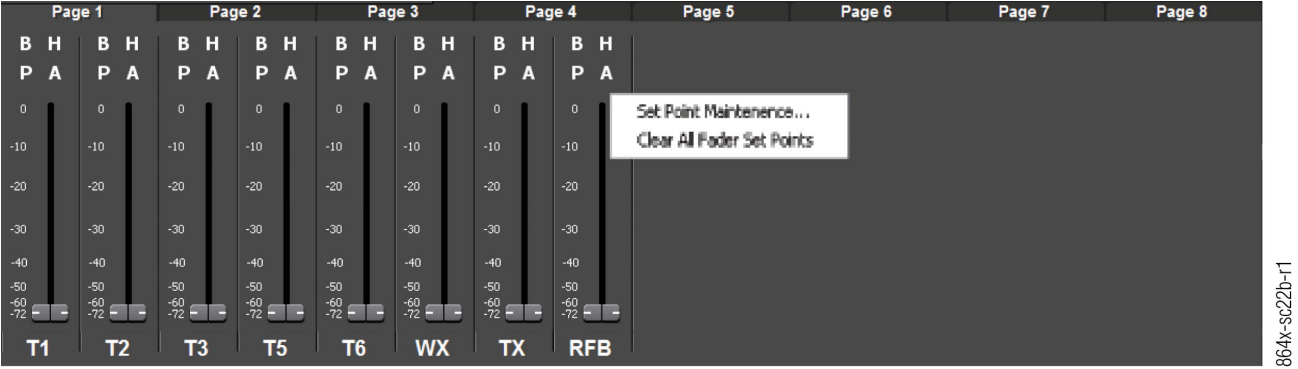 Page 1 Page 2 Page 3 Page 4 Page 5 Page 6 Page 7 Page 8
B H B H B H B H B H B H B H B H
P A P A P A P A P A P A P A P A
0 0 0 0 0 0 0 0
Set Point Maintenence...
-10 -10 -10 -10 -10 -10 -10 -10
Clear All Fader Set Points
-20 -20 -20 -20 -20 -20 -20 -20
-30 -30 -30 -30 -30 -30 -30 -30
-40 -40 -40 -40 -40 -40 -40 -40
-50 -50 -50 -50 -50 -50 -50 -50
-60 -60 -60 -60 -60 -60 -60 -60
-72 -72 -72 -72 -72 -72 -72 -72
T1 T2 T3 T5 T6 WX TX RFB
864x-sc22b-r1